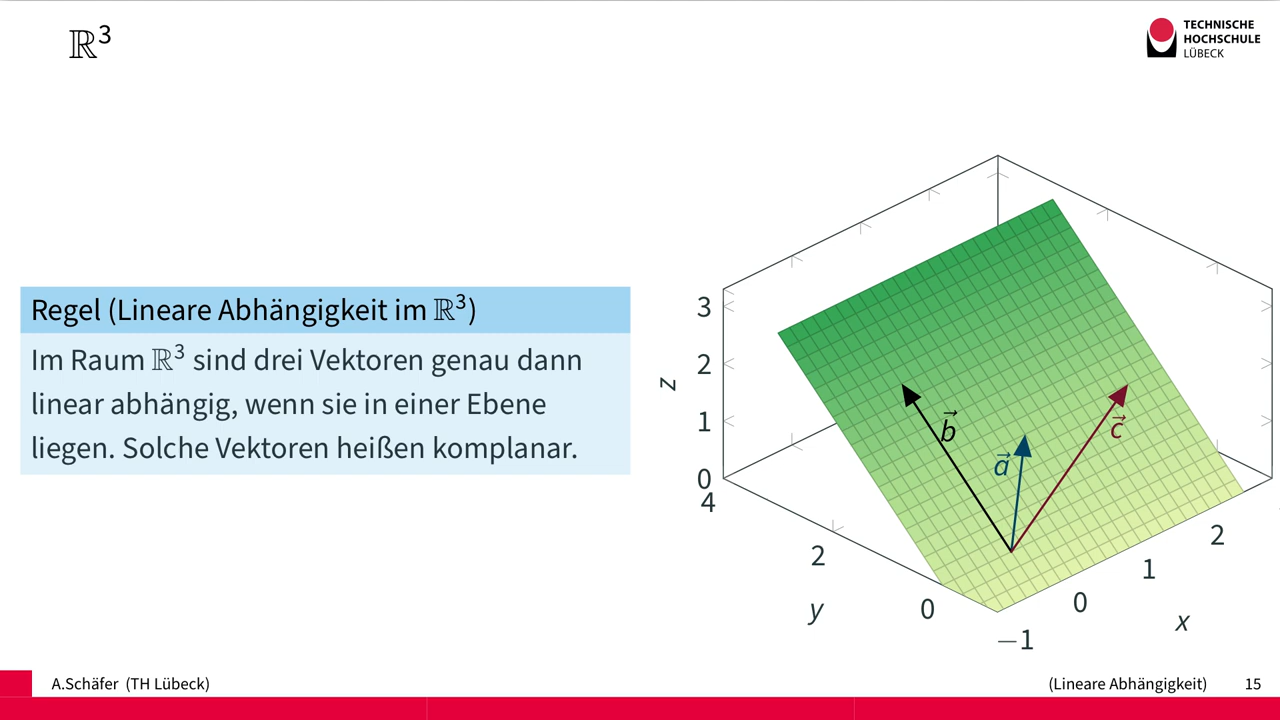 ℝ³
TECHNISCHE
HOCHSCHULE
LÜBECK
Regel (Lineare Abhängigkeit im ℝ³)
Im Raum ℝ³ sind drei Vektoren genau dann
linear abhängig, wenn sie in einer Ebene
liegen. Solche Vektoren heißen komplanar.
z
3
2
1
0
4
2
0
y
−1
0
1
2
x
b⃗
a⃗
c⃗
A.Schäfer (TH Lübeck)
(Lineare Abhängigkeit)
15